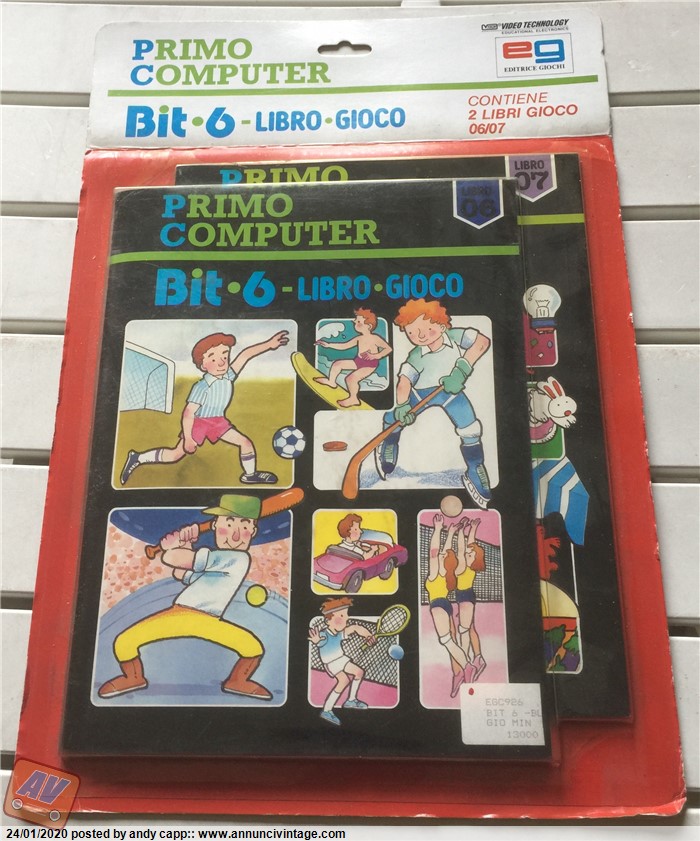 PRIMO
COMPUTER
VIDEO TECHNOLOGY
EDUCATIONAL ELECTRONICS
eg
EDITRICE GIOCHI
Bit·6 - LIBRO·GIOCO
CONTIENE
2 LIBRI GIOCO
06/07
PRIMO
LIBRO
07
PRIMO
COMPUTER
LIBRO
06
Bit·6 - LIBRO·GIOCO
EGC926
BIT 6 -BL
GIO MIN
13000
AV
24/01/2020 posted by andy capp:: www.annuncivintage.com